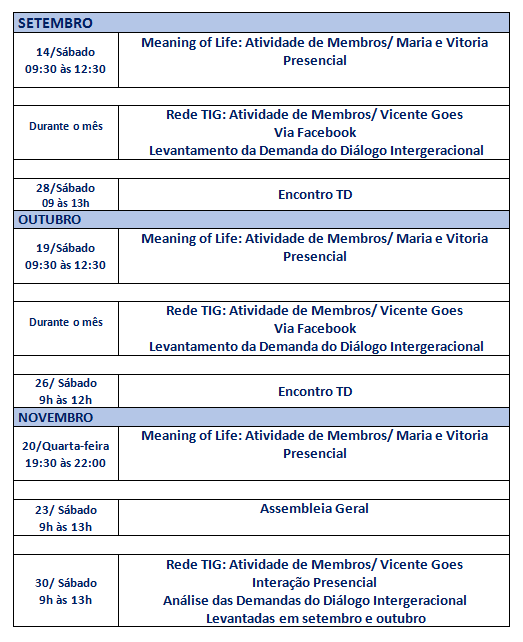 SETEMBRO
14/Sábado
09:30 às 12:30
Meaning of Life: Atividade de Membros/ Maria e Vitoria
Presencial
Durante o mês
Rede TIG: Atividade de Membros/ Vicente Goes
Via Facebook
Levantamento da Demanda do Diálogo Intergeracional
28/Sábado
09 às 13h
Encontro TD
OUTUBRO
19/Sábado
09:30 às 12:30
Meaning of Life: Atividade de Membros/ Maria e Vitoria
Presencial
Durante o mês
Rede TIG: Atividade de Membros/ Vicente Goes
Via Facebook
Levantamento da Demanda do Diálogo Intergeracional
26/ Sábado
9h às 12h
Encontro TD
NOVEMBRO
20/Quarta-feira
19:30 às 22:00
Meaning of Life: Atividade de Membros/ Maria e Vitoria
Presencial
23/ Sábado
9h às 13h
Assembleia Geral
30/ Sábado
9h às 13h
Rede TIG: Atividade de Membros/ Vicente Goes
Interação Presencial
Análise das Demandas do Diálogo Intergeracional
Levantadas em setembro e outubro